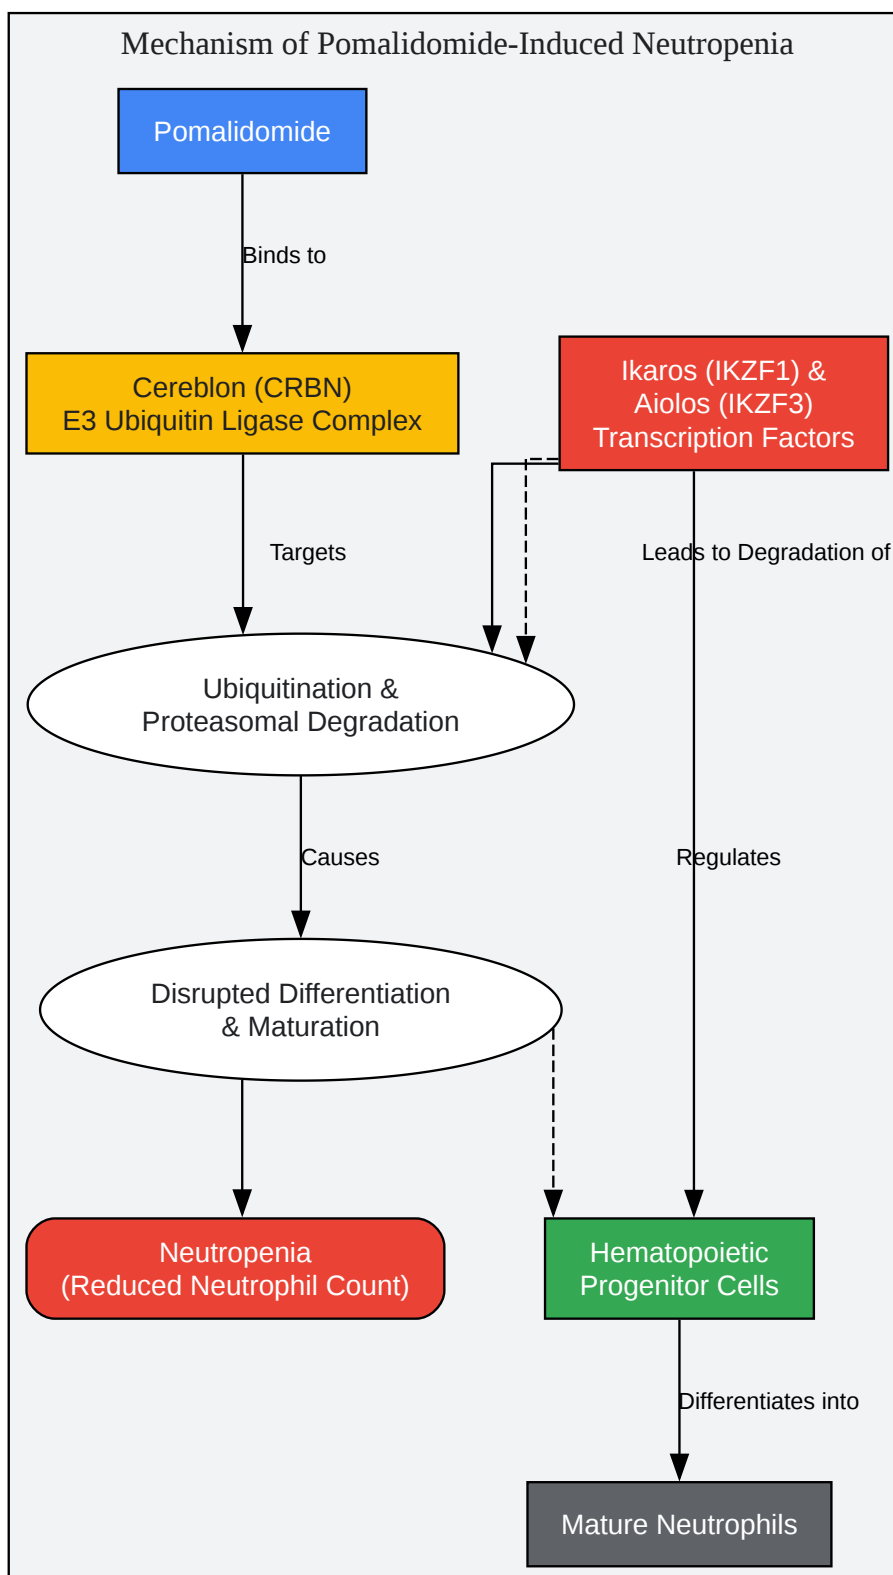 Mechanism of Pomalidomide-Induced Neutropenia
Pomalidomide
Binds to
Cereblon (CRBN)
E3 Ubiquitin Ligase Complex
Ikaros (IKZF1) &
Aiolos (IKZF3)
Transcription Factors
Targets
Leads to Degradation of
Ubiquitination &
Proteasomal Degradation
Causes
Regulates
Disrupted Differentiation
& Maturation
Neutropenia
(Reduced Neutrophil Count)
Hematopoietic
Progenitor Cells
Differentiates into
Mature Neutrophils